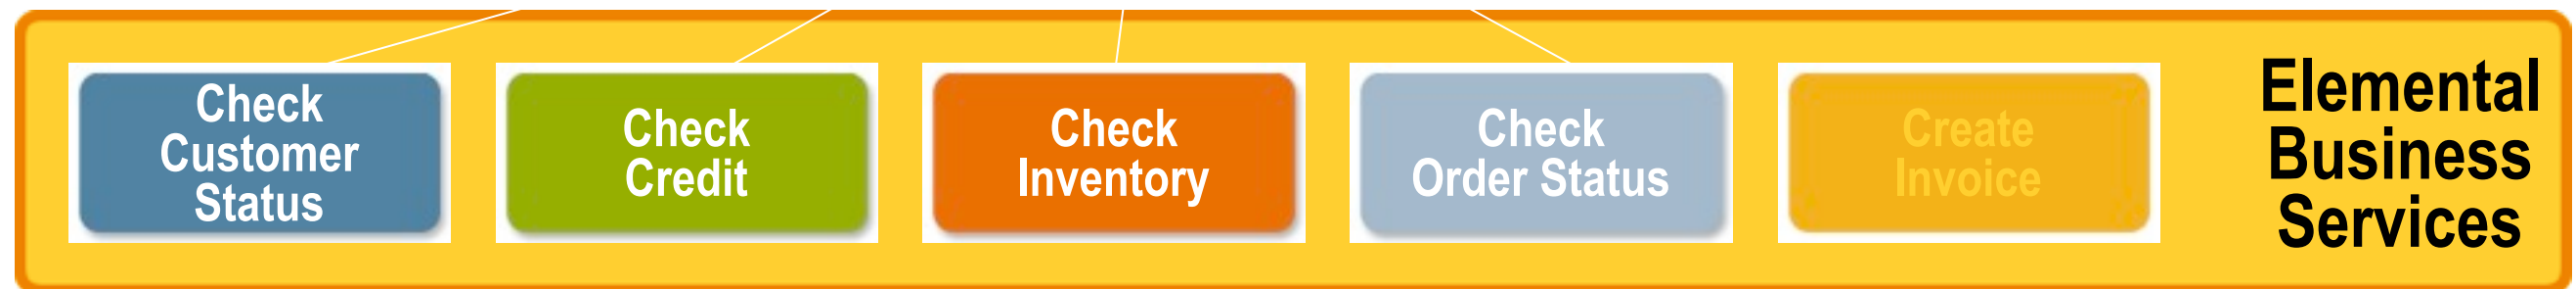 Check
Customer
Status
Check
Credit
Check
Inventory
Check
Order Status
Create
Invoice
Elemental
Business
Services